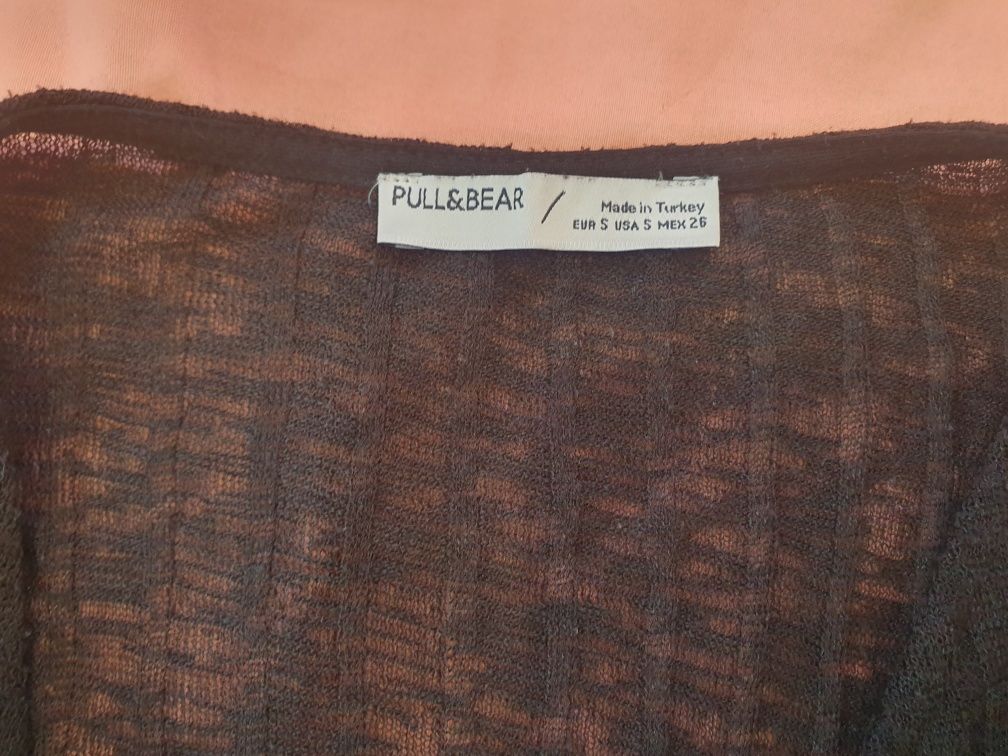 PULL&BEAR /
Made in Turkey
EUR S USA S MEX 26